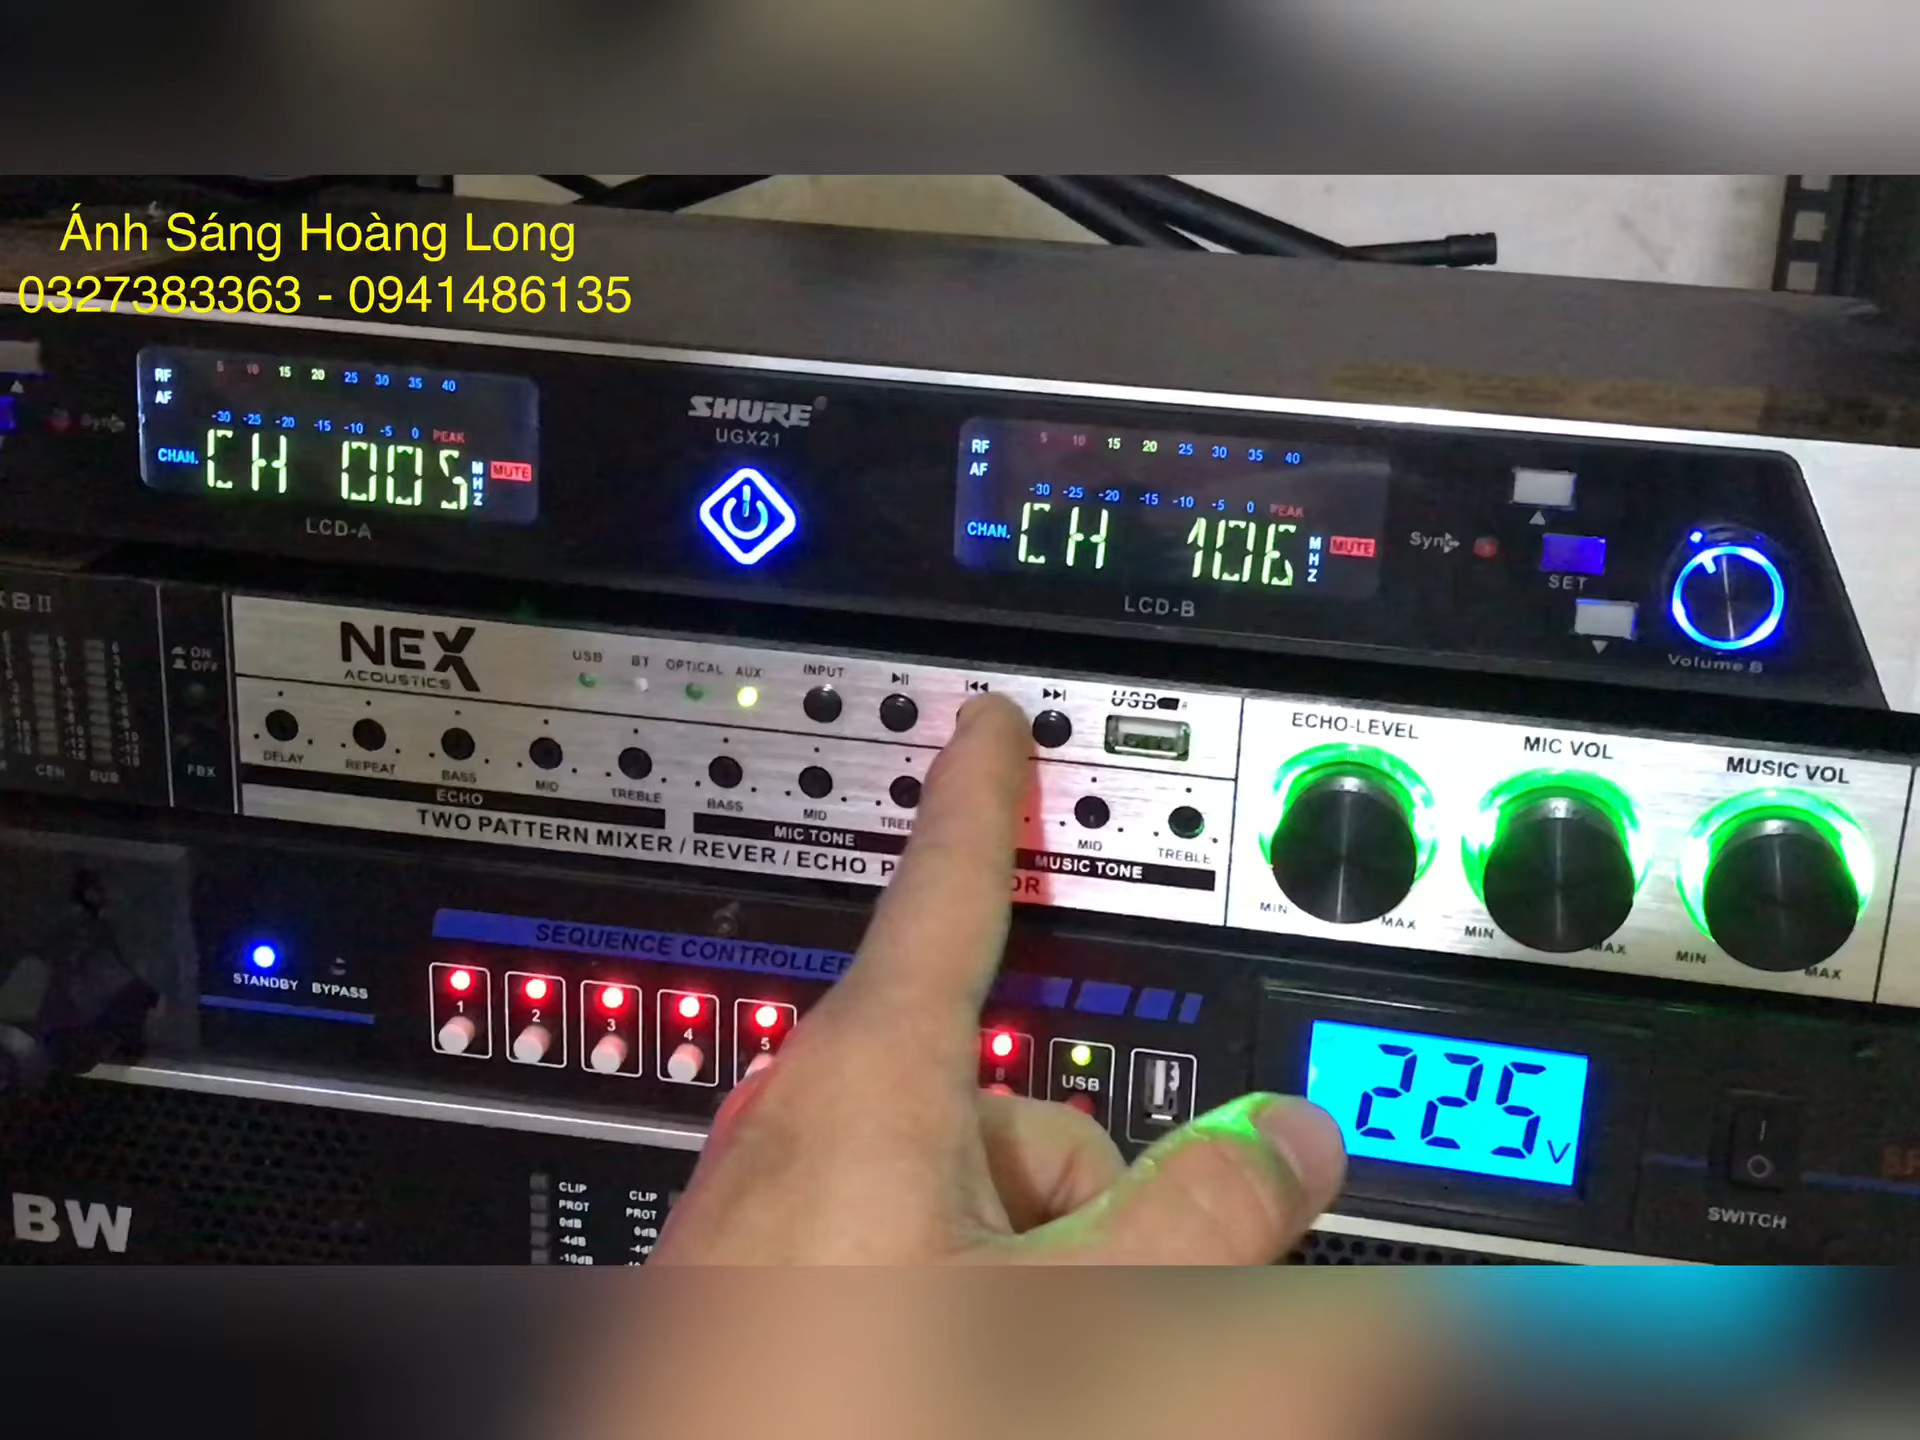 Ánh Sáng Hoàng Long
0327383363 - 0941486135
RF 5 10 15 20 25 30 35 40
AF
-30 -25 -20 -15 -10 -5 0 PEAK
CHAN. CH 005 MHZ MUTE
LCD-A
SHURE
UGX21
RF 5 10 15 20 25 30 35 40
AF
-30 -25 -20 -15 -10 -5 0 PEAK
CHAN. CH 106 MHZ MUTE
LCD-B
Syn
SET
Volume B
ON
OFF
FBX
CEN SUB
NEX
ACOUSTICS
USB BT OPTICAL AUX INPUT
USB
DELAY REPEAT BASS MID TREBLE BASS MID MID TREBLE
ECHO MIC TONE MUSIC TONE
TWO PATTERN MIXER / REVER / ECHO
ECHO-LEVEL MIC VOL MUSIC VOL
MIN MAX MIN MAX MIN MAX
SEQUENCE CONTROLLER
STANDBY BYPASS
1 2 3 4 5 8 USB
225 V
SWITCH
BW
CLIP CLIP
PROT PROT
0dB 0dB
-4dB
-10dB